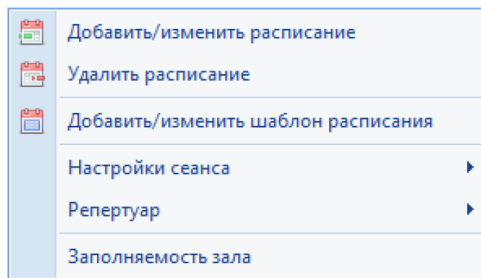 Добавить/изменить расписание
Удалить расписание
Добавить/изменить шаблон расписания
Настройки сеанса
Репертуар
Заполняемость зала